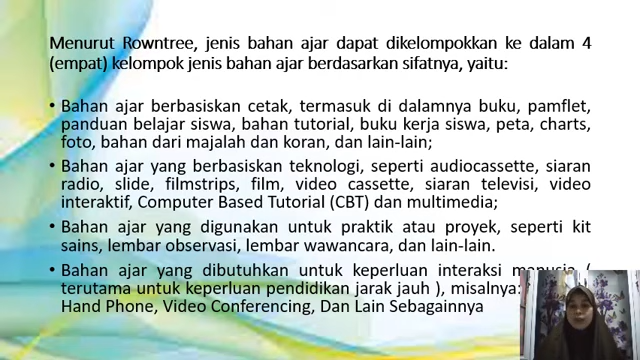 Menurut Rowntree, jenis bahan ajar dapat dikelompokkan ke dalam 4
(empat) kelompok jenis bahan ajar berdasarkan sifatnya, yaitu:
• Bahan ajar berbasiskan cetak, termasuk di dalamnya buku, pamflet,
panduan belajar siswa, bahan tutorial, buku kerja siswa, peta, charts,
foto, bahan dari majalah dan koran, dan lain-lain;
• Bahan ajar yang berbasiskan teknologi, seperti audiocassette, siaran
radio, slide, filmstrips, film, video cassette, siaran televisi, video
interaktif, Computer Based Tutorial (CBT) dan multimedia;
• Bahan ajar yang digunakan untuk praktik atau proyek, seperti kit
sains, lembar observasi, lembar wawancara, dan lain-lain.
• Bahan ajar yang dibutuhkan untuk keperluan interaksi manusia (
terutama untuk keperluan pendidikan jarak jauh ), misalnya:
Hand Phone, Video Conferencing, Dan Lain Sebagainnya